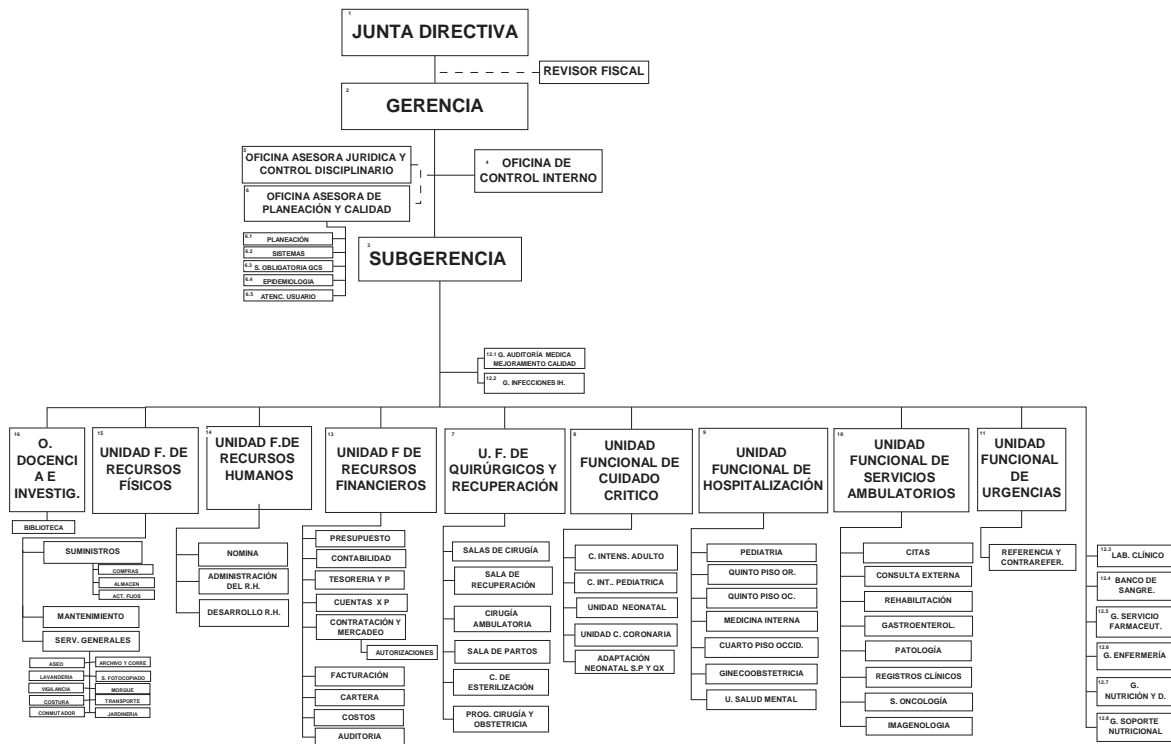 1
JUNTA DIRECTIVA
REVISOR FISCAL
2
GERENCIA
5
OFICINA ASESORA JURIDICA Y
CONTROL DISCIPLINARIO
4
OFICINA DE
CONTROL INTERNO
6
OFICINA ASESORA DE
PLANEACIÓN Y CALIDAD
6.1 PLANEACIÓN
6.2 SISTEMAS
6.3 S. OBLIGATORIA GCS
6.4 EPIDEMIOLOGIA
6.5 ATENC. USUARIO
3
SUBGERENCIA
12.1 G. AUDITORÍA MEDICA
MEJORAMIENTO CALIDAD
12.2
G. INFECCIONES IH.
16
O.
DOCENCI
A E
INVESTIG.
BIBLIOTECA
15
UNIDAD F. DE
RECURSOS
FÍSICOS
SUMINISTROS
COMPRAS
ALMACEN
ACT. FIJOS
MANTENIMIENTO
SERV. GENERALES
ASEO
ARCHIVO Y CORRE
LAVANDERIA
S. FOTOCOPIADO
VIGILANCIA
MORGUE
COSTURA
TRANSPORTE
CONMUTADOR
JARDINERIA
14
UNIDAD F.DE
RECURSOS
HUMANOS
NOMINA
ADMINISTRACIÓN
DEL R.H.
DESARROLLO R.H.
13
UNIDAD F DE
RECURSOS
FINANCIEROS
PRESUPUESTO
CONTABILIDAD
TESORERIA Y P
CUENTAS X P
CONTRATACIÓN Y
MERCADEO
AUTORIZACIONES
FACTURACIÓN
CARTERA
COSTOS
AUDITORIA
7
U. F. DE
QUIRÚRGICOS Y
RECUPERACIÓN
SALAS DE CIRUGÍA
SALA DE
RECUPERACIÓN
CIRUGÍA
AMBULATORIA
SALA DE PARTOS
C. DE
ESTERILIZACIÓN
PROG. CIRUGÍA Y
OBSTETRICIA
8
UNIDAD
FUNCIONAL DE
CUIDADO
CRITICO
C. INTENS. ADULTO
C. INT.. PEDIATRICA
UNIDAD NEONATAL
UNIDAD C. CORONARIA
ADAPTACIÓN
NEONATAL S.P Y QX
9
UNIDAD
FUNCIONAL DE
HOSPITALIZACIÓN
PEDIATRIA
QUINTO PISO OR.
QUINTO PISO OC.
MEDICINA INTERNA
CUARTO PISO OCCID.
GINECOOBSTETRICIA
U. SALUD MENTAL
10
UNIDAD
FUNCIONAL DE
SERVICIOS
AMBULATORIOS
CITAS
CONSULTA EXTERNA
REHABILITACIÓN
GASTROENTEROL.
PATOLOGÍA
REGISTROS CLÍNICOS
S. ONCOLOGÍA
IMAGENOLOGIA
11
UNIDAD
FUNCIONAL
DE
URGENCIAS
REFERENCIA Y
CONTRAREFER.
12.3
LAB. CLÍNICO
12.4
BANCO DE
SANGRE.
12.5
G. SERVICIO
FARMACEUT.
12.6
G. ENFERMERÍA
12.7
G.
NUTRICIÓN Y D.
12.8
G. SOPORTE
NUTRICIONAL